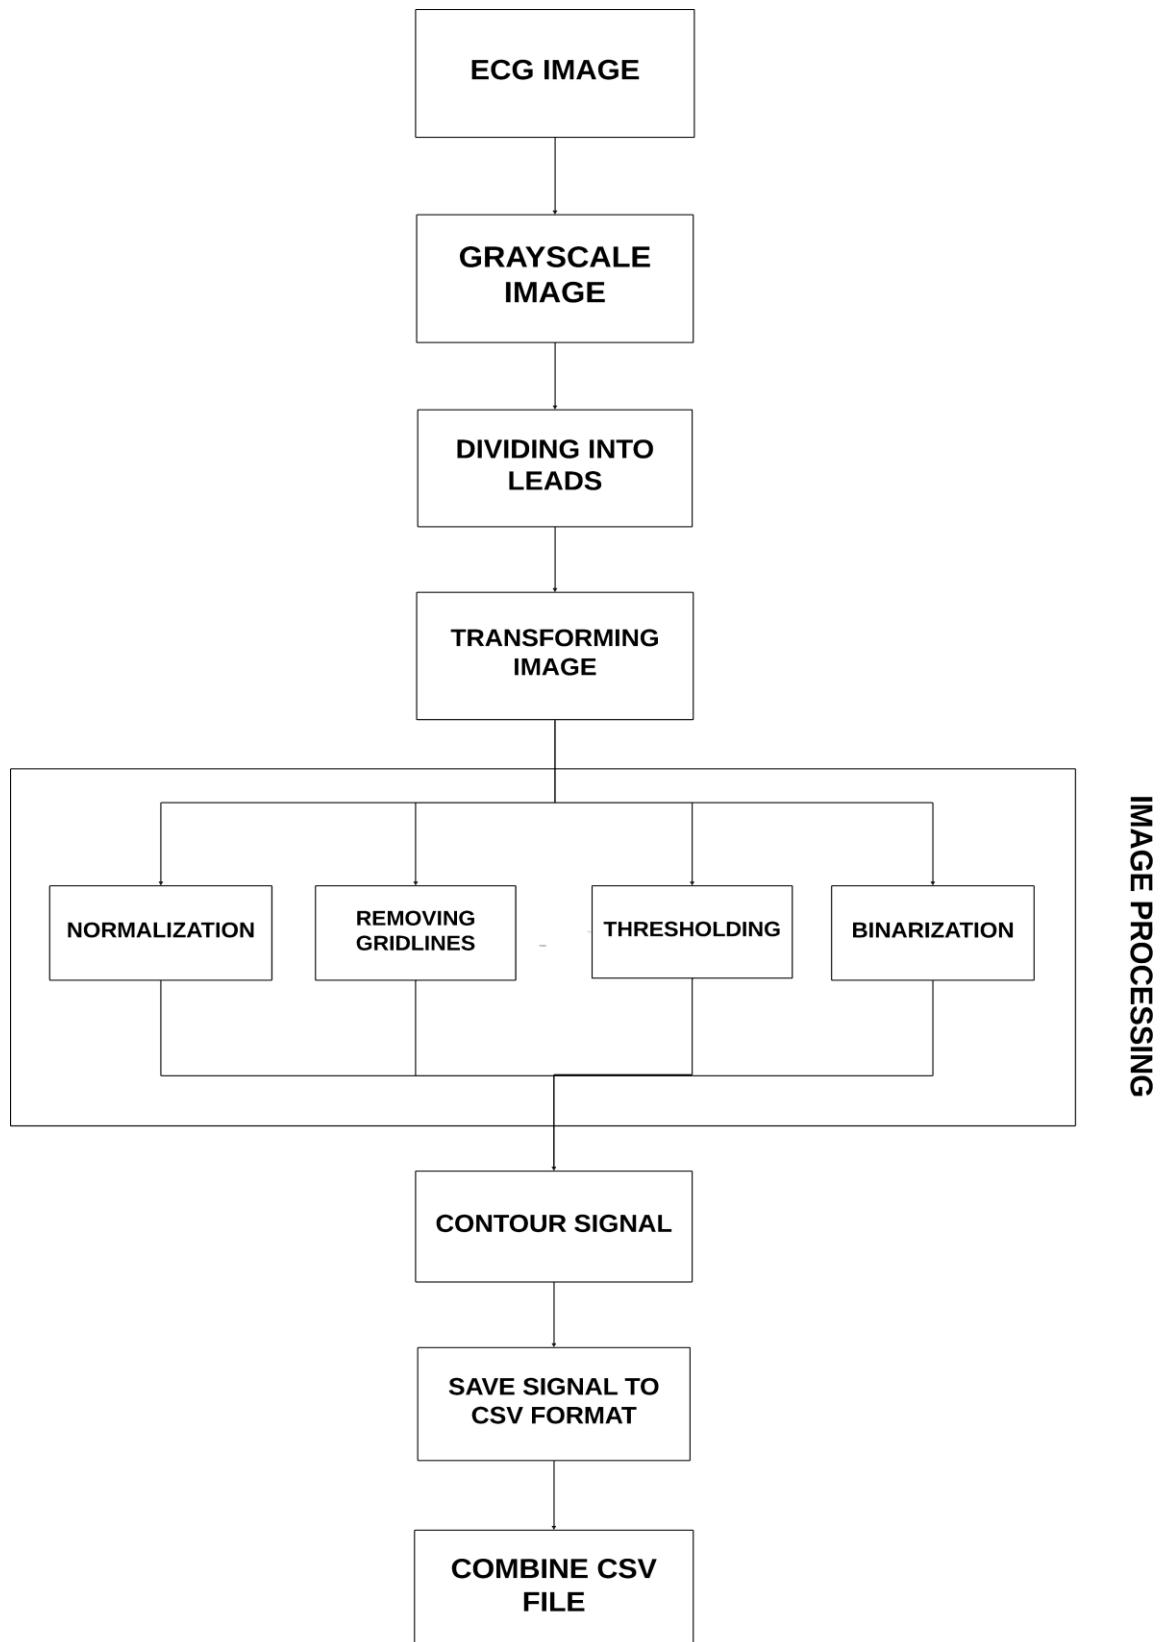 ECG IMAGE
GRAYSCALE
IMAGE
DIVIDING INTO
LEADS
TRANSFORMING
IMAGE
NORMALIZATION
REMOVING
GRIDLINES
THRESHOLDING
BINARIZATION
IMAGE PROCESSING
CONTOUR SIGNAL
SAVE SIGNAL TO
CSV FORMAT
COMBINE CSV
FILE